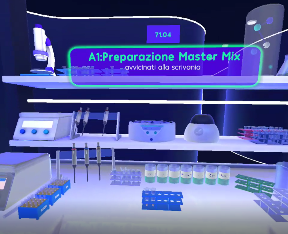 71.04
A1:Preparazione Master Mix
avvicinati alla scrivania